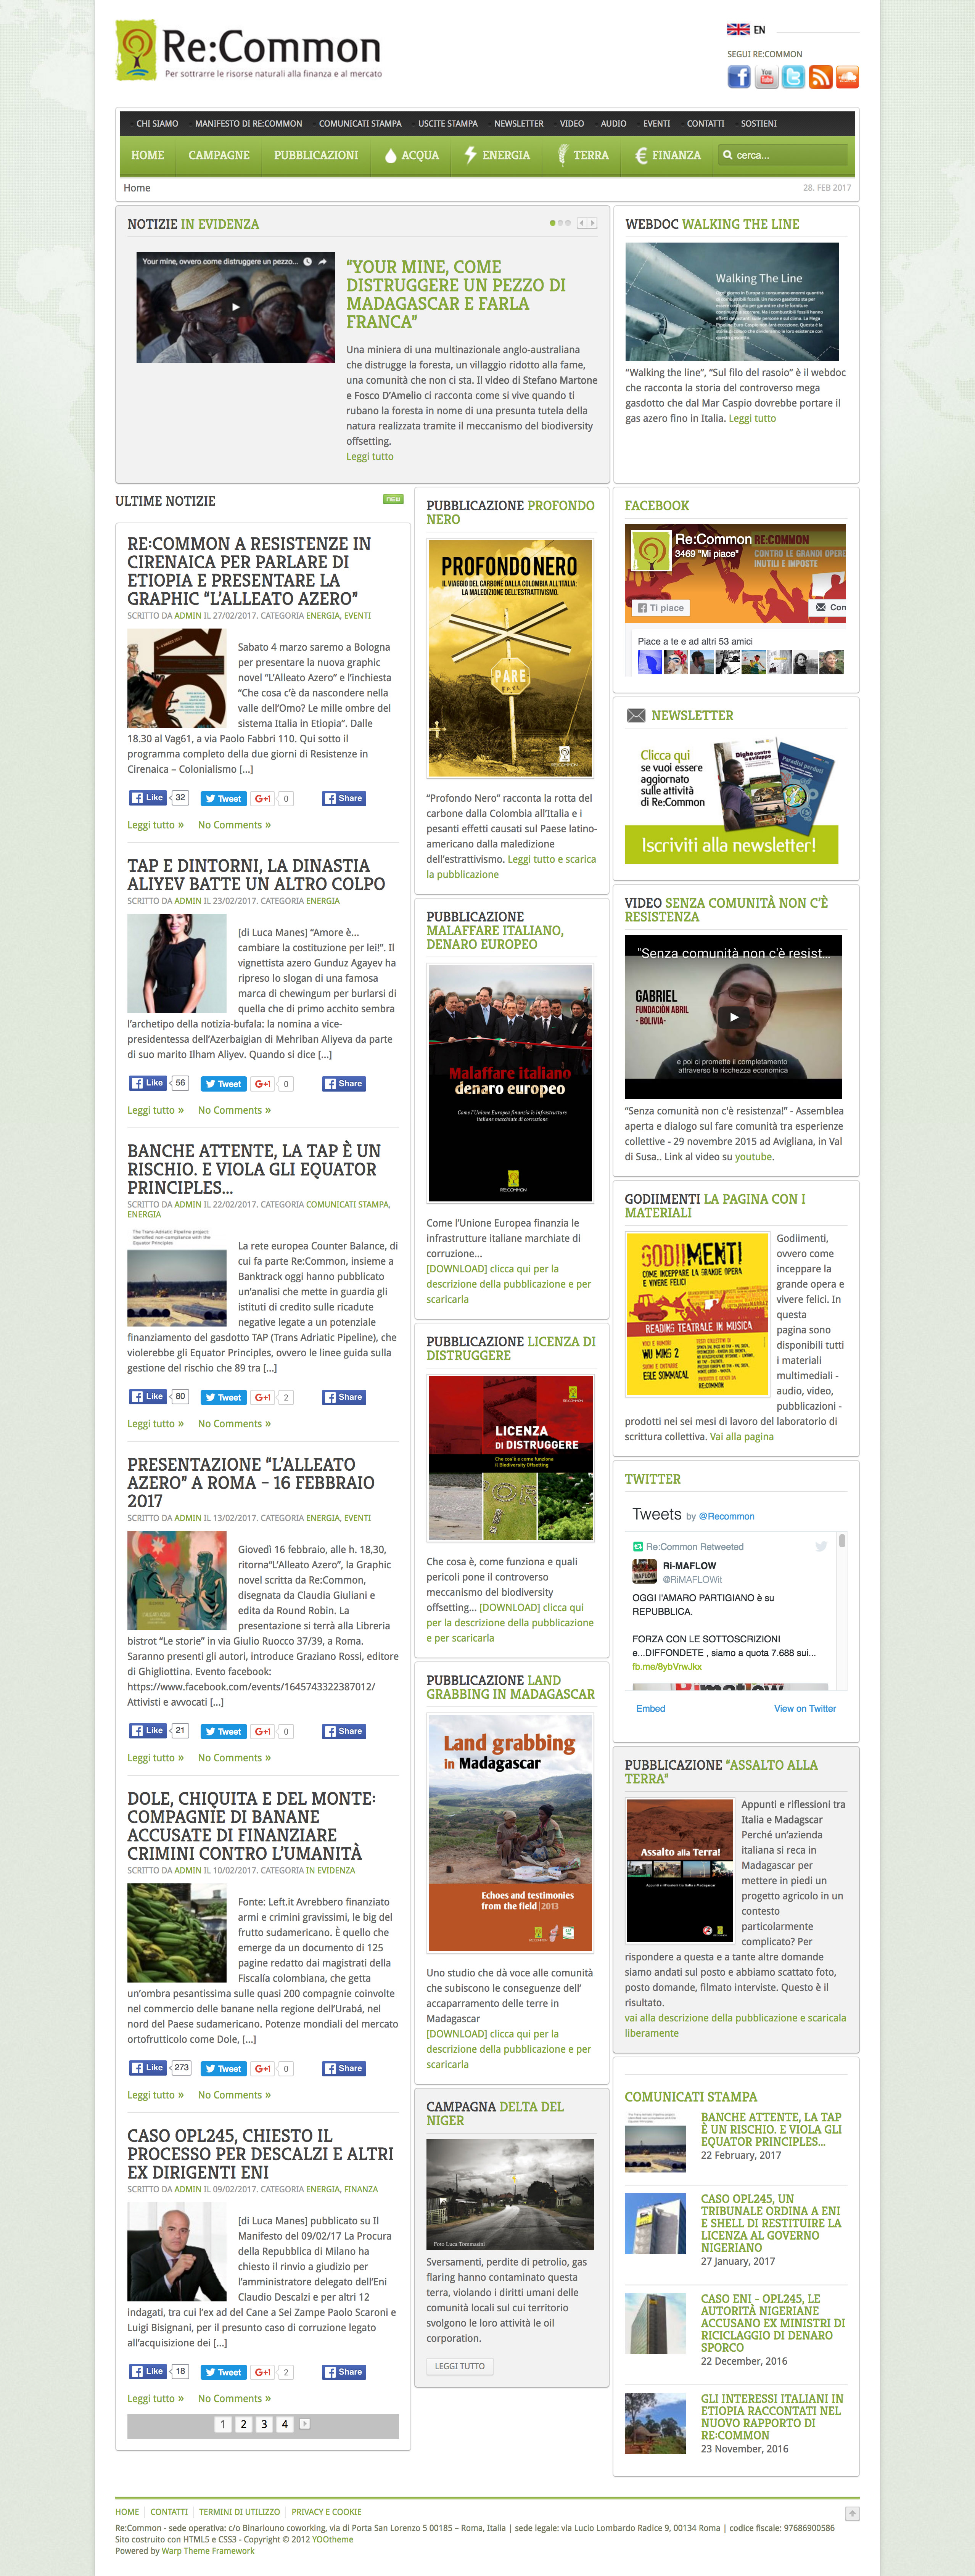 Re:Common
Per sottrarre le risorse naturali alla finanza e al mercato
EN
SEGUI RE:COMMON
CHI SIAMO MANIFESTO DI RE:COMMON COMUNICATI STAMPA USCITE STAMPA NEWSLETTER VIDEO AUDIO EVENTI CONTATTI SOSTIENI
HOME CAMPAGNE PUBBLICAZIONI ACQUA ENERGIA TERRA FINANZA cerca...
Home
28. FEB 2017
NOTIZIE IN EVIDENZA
Your mine, ovvero come distruggere un pezzo...
“YOUR MINE, COME
DISTRUGGERE UN PEZZO DI
MADAGASCAR E FARLA
FRANCA”
Una miniera di una multinazionale anglo-australiana
che distrugge la foresta, un villaggio ridotto alla fame,
una comunità che non ci sta. Il video di Stefano Martone
e Fosco D’Amelio ci racconta come si vive quando ti
rubano la foresta in nome di una presunta tutela della
natura realizzata tramite il meccanismo del biodiversity
offsetting.
Leggi tutto
WEBDOC WALKING THE LINE
Walking The Line
“Walking the line”, “Sul filo del rasoio” è il webdoc
che racconta la storia del controverso mega
gasdotto che dal Mar Caspio dovrebbe portare il
gas azero fino in Italia. Leggi tutto
ULTIME NOTIZIE
new
RE:COMMON A RESISTENZE IN
CIRENAICA PER PARLARE DI
ETIOPIA E PRESENTARE LA
GRAPHIC “L’ALLEATO AZERO”
SCRITTO DA ADMIN IL 27/02/2017. CATEGORIA ENERGIA, EVENTI
Sabato 4 marzo saremo a Bologna
per presentare la nuova graphic
novel “L’Alleato Azero” e l’inchiesta
“Che cosa c’è da nascondere nella
valle dell’Omo? Le mille ombre del
sistema Italia in Etiopia”. Dalle
18.30 al Vag61, a via Paolo Fabbri 110. Qui sotto il
programma completo della due giorni di Resistenze in
Cirenaica – Colonialismo [...]
Like 32 Tweet G+1 0 Share
Leggi tutto » No Comments »
TAP E DINTORNI, LA DINASTIA
ALIYEV BATTE UN ALTRO COLPO
SCRITTO DA ADMIN IL 23/02/2017. CATEGORIA ENERGIA
[di Luca Manes] “Amore è…
cambiare la costituzione per lei!”. Il
vignettista azero Gunduz Agayev ha
ripreso lo slogan di una famosa
marca di chewingum per burlarsi di
quella che di primo acchito sembra
l’archetipo della notizia-bufala: la nomina a vice-
presidentessa dell’Azerbaigian di Mehriban Aliyeva da parte
di suo marito Ilham Aliyev. Quando si dice [...]
Like 56 Tweet G+1 0 Share
Leggi tutto » No Comments »
BANCHE ATTENTE, LA TAP È UN
RISCHIO. E VIOLA GLI EQUATOR
PRINCIPLES…
SCRITTO DA ADMIN IL 22/02/2017. CATEGORIA COMUNICATI STAMPA,
ENERGIA
The Trans Adriatic Pipeline project
identified non-compliance with the
Equator Principles
La rete europea Counter Balance, di
cui fa parte Re:Common, insieme a
Banktrack oggi hanno pubblicato
un’analisi che mette in guardia gli
istituti di credito sulle ricadute
negative legate a un potenziale
finanziamento del gasdotto TAP (Trans Adriatic Pipeline), che
violerebbe gli Equator Principles, ovvero le linee guida sulla
gestione del rischio che 89 tra [...]
Like 80 Tweet G+1 2 Share
Leggi tutto » No Comments »
PRESENTAZIONE “L’ALLEATO
AZERO” A ROMA – 16 FEBBRAIO
2017
SCRITTO DA ADMIN IL 13/02/2017. CATEGORIA ENERGIA, EVENTI
Giovedì 16 febbraio, alle h. 18,30,
ritorna“L’Alleato Azero”, la Graphic
novel scritta da Re:Common,
disegnata da Claudia Giuliani e
edita da Round Robin. La
presentazione si terrà alla Libreria
bistrot “Le storie” in via Giulio Ruocco 37/39, a Roma.
Saranno presenti gli autori, introduce Graziano Rossi, editore
di Ghigliottina. Evento facebook:
https://www.facebook.com/events/1645743322387012/
Attivisti e avvocati [...]
Like 21 Tweet G+1 0 Share
Leggi tutto » No Comments »
DOLE, CHIQUITA E DEL MONTE:
COMPAGNIE DI BANANE
ACCUSATE DI FINANZIARE
CRIMINI CONTRO L’UMANITÀ
SCRITTO DA ADMIN IL 10/02/2017. CATEGORIA IN EVIDENZA
Fonte: Left.it Avrebbero finanziato
armi e crimini gravissimi, le big del
frutto sudamericano. È quello che
emerge da un documento di 125
pagine redatto dai magistrati della
Fiscalía colombiana, che getta
un’ombra pesantissima sulle quasi 200 compagnie coinvolte
nel commercio delle banane nella regione dell’Urabá, nel
nord del Paese sudamericano. Potenze mondiali del mercato
ortofrutticolo come Dole, [...]
Like 273 Tweet G+1 0 Share
Leggi tutto » No Comments »
CASO OPL245, CHIESTO IL
PROCESSO PER DESCALZI E ALTRI
EX DIRIGENTI ENI
SCRITTO DA ADMIN IL 09/02/2017. CATEGORIA ENERGIA, FINANZA
[di Luca Manes] pubblicato su Il
Manifesto del 09/02/17 La Procura
della Repubblica di Milano ha
chiesto il rinvio a giudizio per
l’amministratore delegato dell’Eni
Claudio Descalzi e per altri 12
indagati, tra cui l’ex ad del Cane a Sei Zampe Paolo Scaroni e
Luigi Bisignani, per il presunto caso di corruzione legato
all’acquisizione dei [...]
Like 18 Tweet G+1 2 Share
Leggi tutto » No Comments »
1 2 3 4
PUBBLICAZIONE PROFONDO
NERO
PROFONDO NERO
IL VIAGGIO DEL CARBONE DALLA COLOMBIA ALL'ITALIA:
LA MALEDIZIONE DELL'ESTRATTIVISMO.
PARE
RE:COMMON
“Profondo Nero” racconta la rotta del
carbone dalla Colombia all’Italia e i
pesanti effetti causati sul Paese latino-
americano dalla maledizione
dell’estrattivismo. Leggi tutto e scarica
la pubblicazione
PUBBLICAZIONE
MALAFFARE ITALIANO,
DENARO EUROPEO
Malaffare italiano
denaro europeo
Come l'Unione Europea finanzia le infrastrutture
italiane macchiate di corruzione
RE:COMMON
Come l’Unione Europea finanzia le
infrastrutture italiane marchiate di
corruzione...
[DOWNLOAD] clicca qui per la
descrizione della pubblicazione e per
scaricarla
PUBBLICAZIONE LICENZA DI
DISTRUGGERE
LICENZA
DI DISTRUGGERE
Che cos'è e come funziona
il Biodiversity Offsetting
Che cosa è, come funziona e quali
pericoli pone il controverso
meccanismo del biodiversity
offsetting... [DOWNLOAD] clicca qui
per la descrizione della pubblicazione
e per scaricarla
PUBBLICAZIONE LAND
GRABBING IN MADAGASCAR
Land grabbing
in Madagascar
Echoes and testimonies
from the field | 2013
Uno studio che dà voce alle comunità
che subiscono le conseguenze dell’
accaparramento delle terre in
Madagascar
[DOWNLOAD] clicca qui per la
descrizione della pubblicazione e per
scaricarla
CAMPAGNA DELTA DEL
NIGER
Foto Luca Tommasini
Sversamenti, perdite di petrolio, gas
flaring hanno contaminato questa
terra, violando i diritti umani delle
comunità locali sul cui territorio
svolgono le loro attività le oil
corporation.
LEGGI TUTTO
FACEBOOK
Re:Common RE:COMMON
3469 "Mi piace"
CONTRO LE GRANDI OPERE
INUTILI E IMPOSTE
Ti piace
Con
Piace a te e ad altri 53 amici
NEWSLETTER
Clicca qui
se vuoi essere
aggiornato
sulle attività
di Re:Common
Iscriviti alla newsletter!
VIDEO SENZA COMUNITÀ NON C’È
RESISTENZA
"Senza comunità non c'è resist...
GABRIEL
FUNDACIÓN ABRIL
- BOLIVIA-
e poi ci promette il completamento
attraverso la ricchezza economica
“Senza comunità non c’è resistenza!” - Assemblea
aperta e dialogo sul fare comunità tra esperienze
collettive - 29 novembre 2015 ad Avigliana, in Val
di Susa.. Link al video su youtube.
GODIIMENTI LA PAGINA CON I
MATERIALI
GODIIMENTI
COME INCEPPARE LA GRANDE OPERA
E VIVERE FELICI
READING TEATRALE IN MUSICA
WU MING 2
RE:COMMON
Godiimenti,
ovvero come
inceppare la
grande opera e
vivere felici. In
questa
pagina sono
disponibili tutti
i materiali
multimediali -
audio, video,
pubblicazioni -
prodotti nei sei mesi di lavoro del laboratorio di
scrittura collettiva. Vai alla pagina
TWITTER
Tweets by @Recommon
Re:Common Retweeted
RI-MAFLOW
@RiMAFLOWit
OGGI l'AMARO PARTIGIANO è su
REPUBBLICA.
FORZA CON LE SOTTOSCRIZIONI
e...DIFFONDETE , siamo a quota 7.688 sui...
fb.me/8ybVrwJkx
Embed View on Twitter
PUBBLICAZIONE “ASSALTO ALLA
TERRA”
Assalto alla Terra!
Appunti e riflessioni tra Italia e Madagascar
Appunti e riflessioni tra
Italia e Madagscar
Perché un’azienda
italiana si reca in
Madagascar per
mettere in piedi un
progetto agricolo in un
contesto
particolarmente
complicato? Per
rispondere a questa e a tante altre domande
siamo andati sul posto e abbiamo scattato foto,
posto domande, filmato interviste. Questo è il
risultato.
vai alla descrizione della pubblicazione e scaricala
liberamente
COMUNICATI STAMPA
BANCHE ATTENTE, LA TAP
È UN RISCHIO. E VIOLA GLI
EQUATOR PRINCIPLES…
22 February, 2017
CASO OPL245, UN
TRIBUNALE ORDINA A ENI
E SHELL DI RESTITUIRE LA
LICENZA AL GOVERNO
NIGERIANO
27 January, 2017
CASO ENI - OPL245, LE
AUTORITÀ NIGERIANE
ACCUSANO EX MINISTRI DI
RICICLAGGIO DI DENARO
SPORCO
22 December, 2016
GLI INTERESSI ITALIANI IN
ETIOPIA RACCONTATI NEL
NUOVO RAPPORTO DI
RE:COMMON
23 November, 2016
HOME CONTATTI TERMINI DI UTILIZZO PRIVACY E COOKIE
Re:Common - sede operativa: c/o Binariouno coworking, via di Porta San Lorenzo 5 00185 – Roma, Italia | sede legale: via Lucio Lombardo Radice 9, 00134 Roma | codice fiscale: 97686900586
Sito costruito con HTML5 e CSS3 - Copyright © 2012 YOOtheme
Powered by Warp Theme Framework